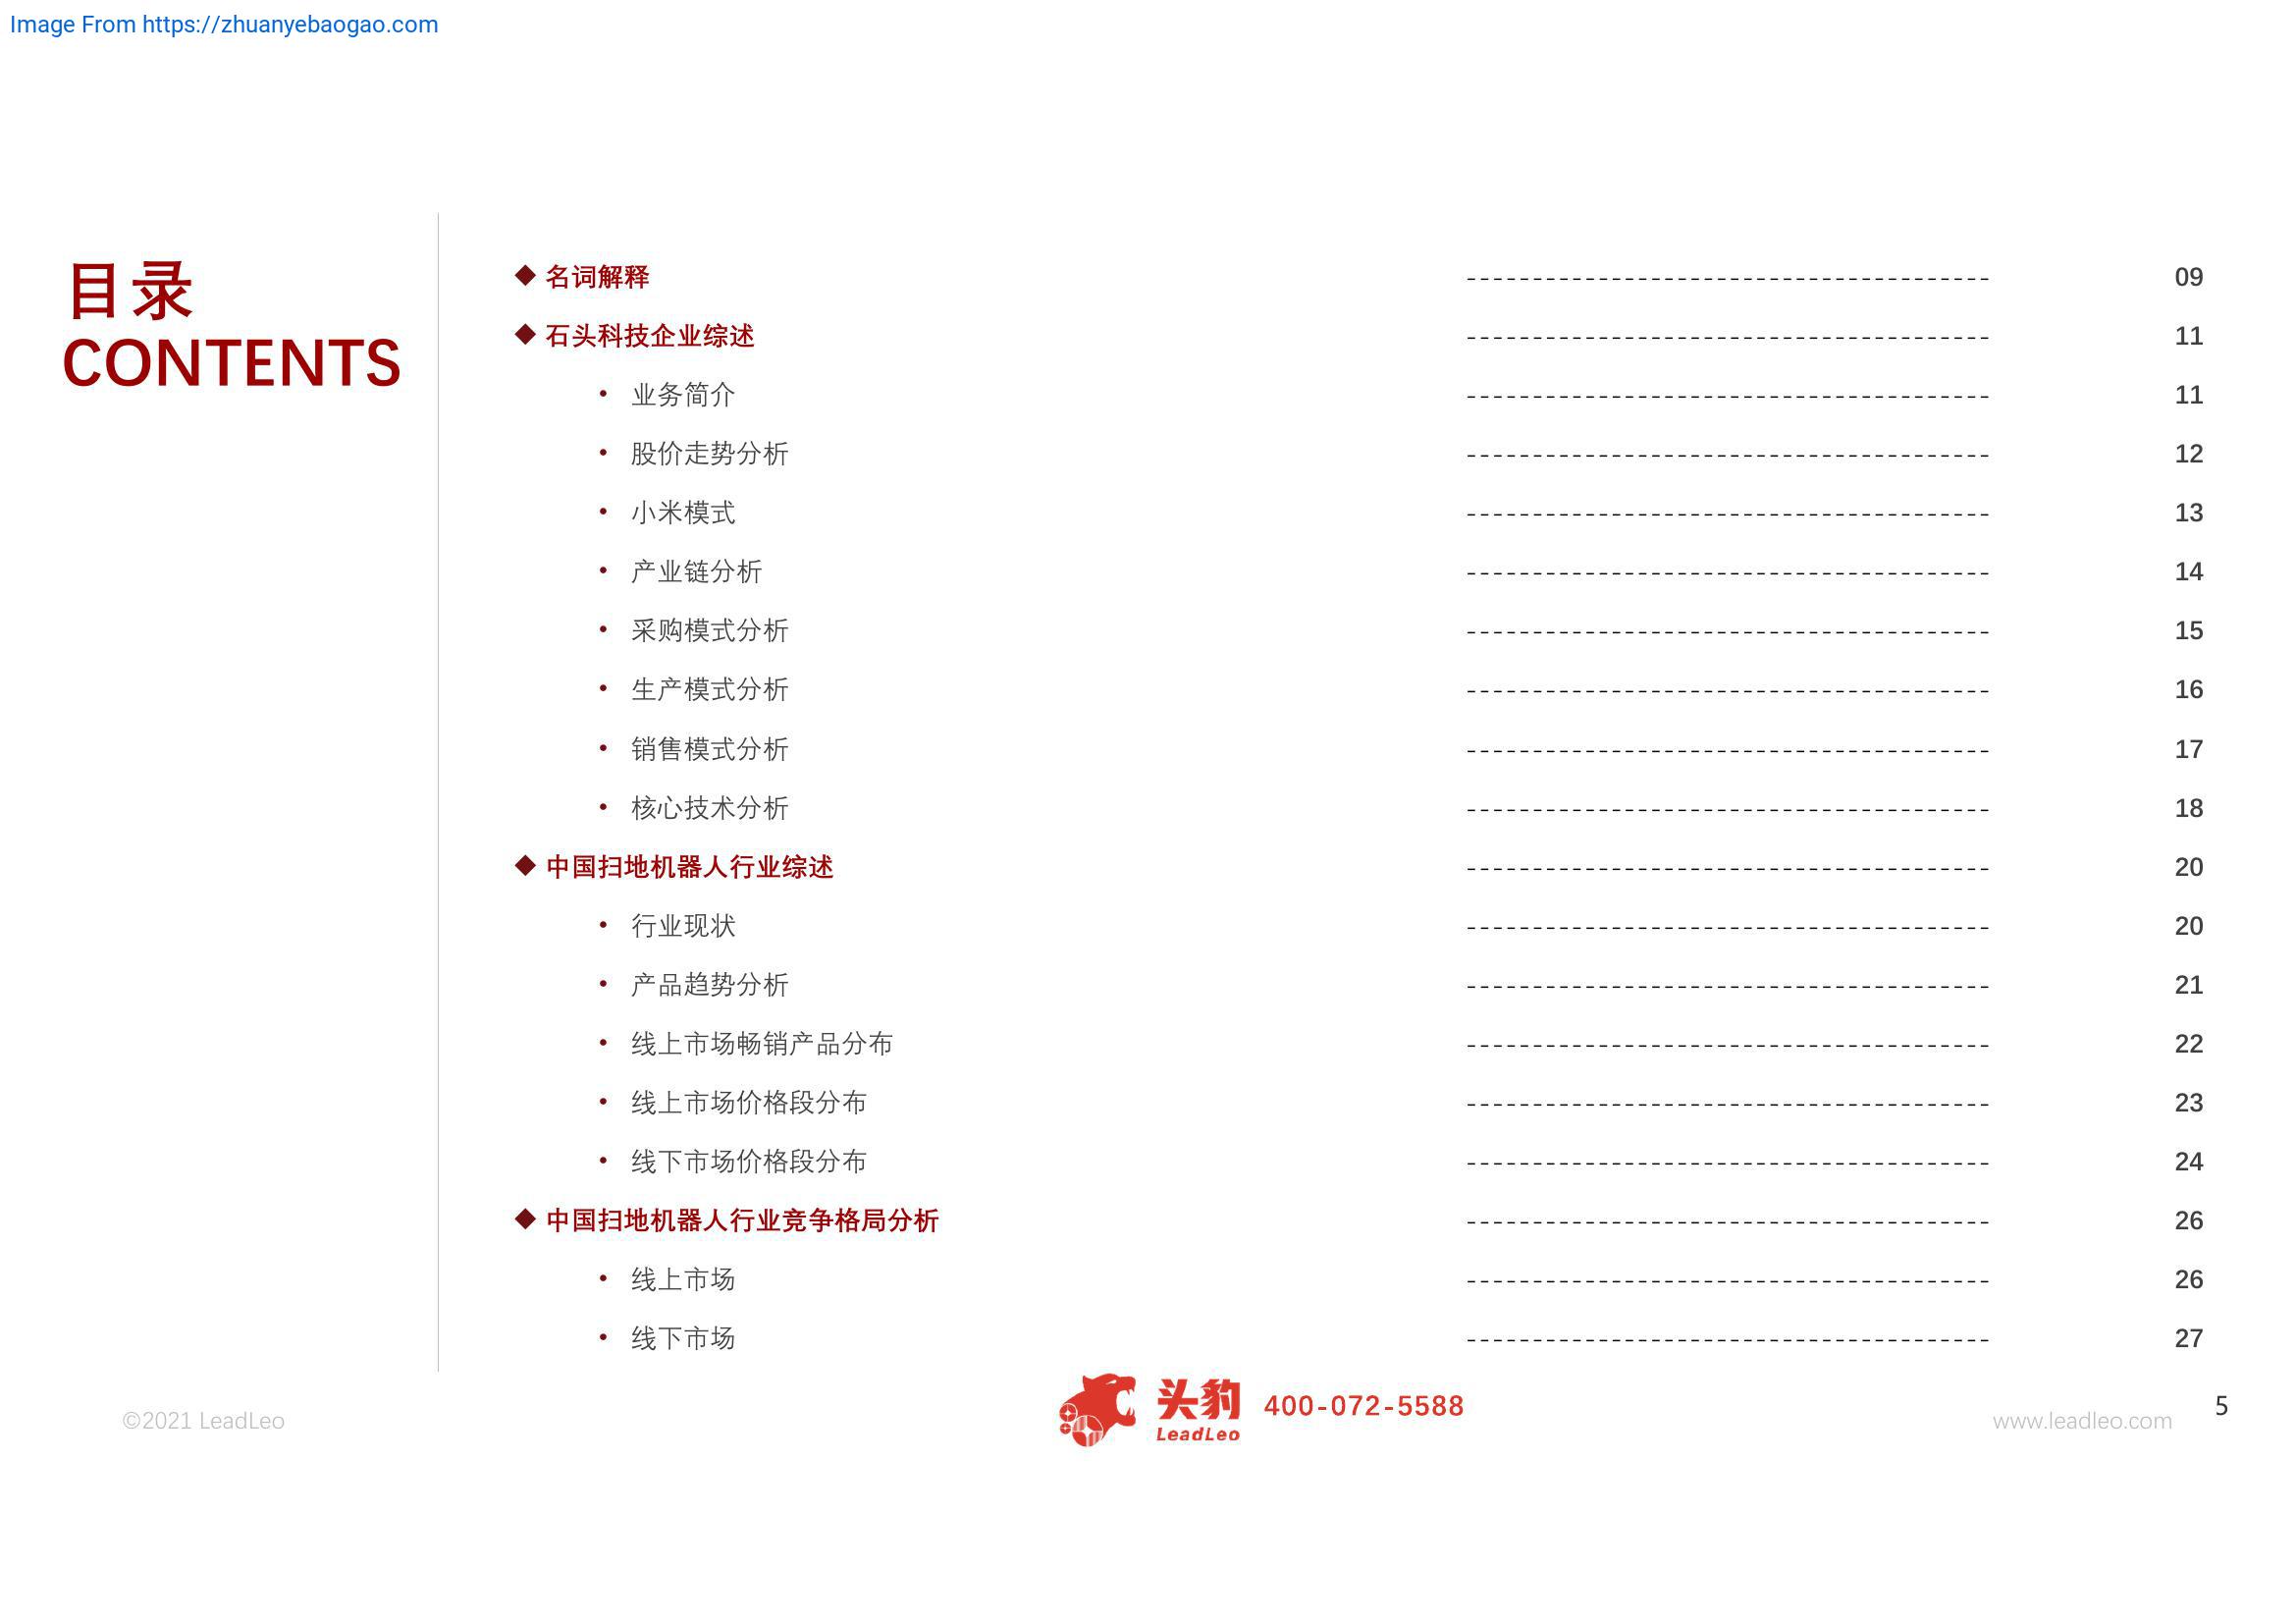 Image From https://zhuanyebaogao.com
目录
CONTENTS
◆ 名词解释 ---------------------------------------- 09
◆ 石头科技企业综述 ---------------------------------------- 11
• 业务简介 ---------------------------------------- 11
• 股价走势分析 ---------------------------------------- 12
• 小米模式 ---------------------------------------- 13
• 产业链分析 ---------------------------------------- 14
• 采购模式分析 ---------------------------------------- 15
• 生产模式分析 ---------------------------------------- 16
• 销售模式分析 ---------------------------------------- 17
• 核心技术分析 ---------------------------------------- 18
◆ 中国扫地机器人行业综述 ---------------------------------------- 20
• 行业现状 ---------------------------------------- 20
• 产品趋势分析 ---------------------------------------- 21
• 线上市场畅销产品分布 ---------------------------------------- 22
• 线上市场价格段分布 ---------------------------------------- 23
• 线下市场价格段分布 ---------------------------------------- 24
◆ 中国扫地机器人行业竞争格局分析 ---------------------------------------- 26
• 线上市场 ---------------------------------------- 26
• 线下市场 ---------------------------------------- 27
©2021 LeadLeo
头豹
LeadLeo
400-072-5588
www.leadleo.com
5